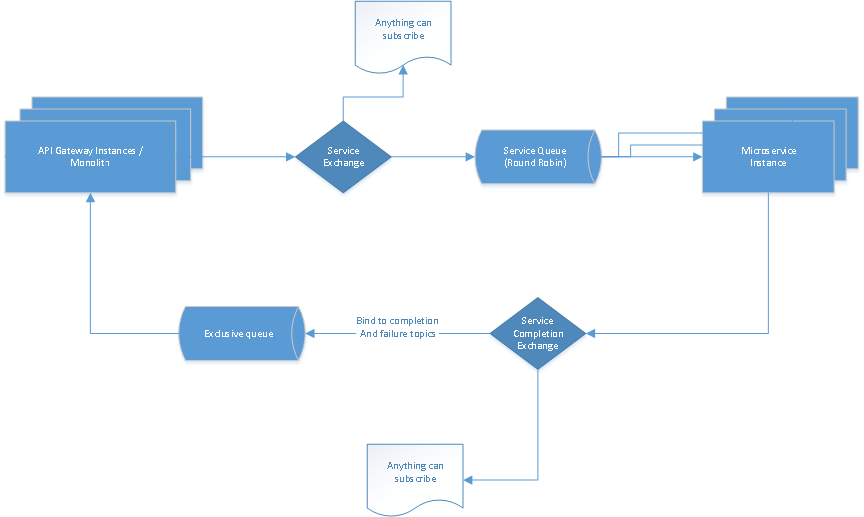 Anything can
subscribe
API Gateway Instances /
Monolith
Service
Exchange
Service Queue
(Round Robin)
Microservice
Instance
Exclusive queue
Bind to completion
And failure topics
Service
Completion
Exchange
Anything can
subscribe